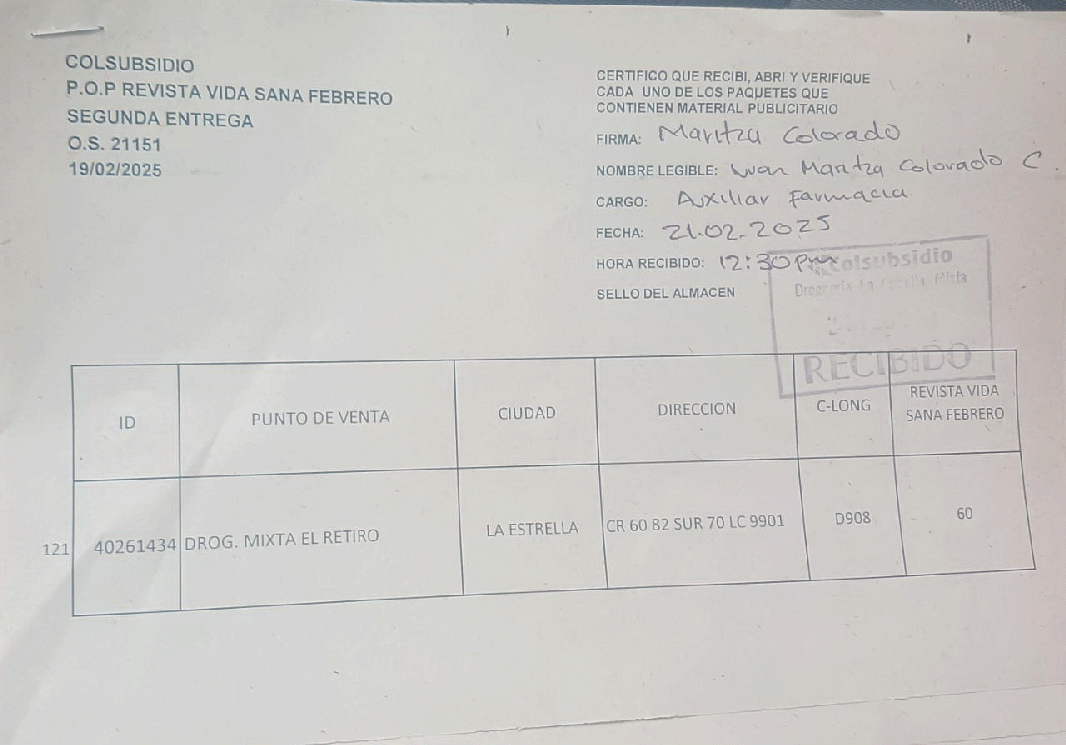 COLSUBSIDIO
P.O.P REVISTA VIDA SANA FEBRERO
SEGUNDA ENTREGA
O.S. 21151
19/02/2025
CERTIFICO QUE RECIBI, ABRI Y VERIFIQUE
CADA UNO DE LOS PAQUETES QUE
CONTIENEN MATERIAL PUBLICITARIO
FIRMA: Maritza Colorado
NOMBRE LEGIBLE: Maritza Colorado C.
CARGO: Auxiliar Farmacia
FECHA: 21.02.2025
HORA RECIBIDO: 12:30 Pm
SELLO DEL ALMACEN
Colsubsidio
Droguería La
RECIBIDO
ID PUNTO DE VENTA CIUDAD DIRECCION C-LONG REVISTA VIDA
SANA FEBRERO
121 40261434 DROG. MIXTA EL RETIRO LA ESTRELLA CR 60 82 SUR 70 LC 9901 D908 60